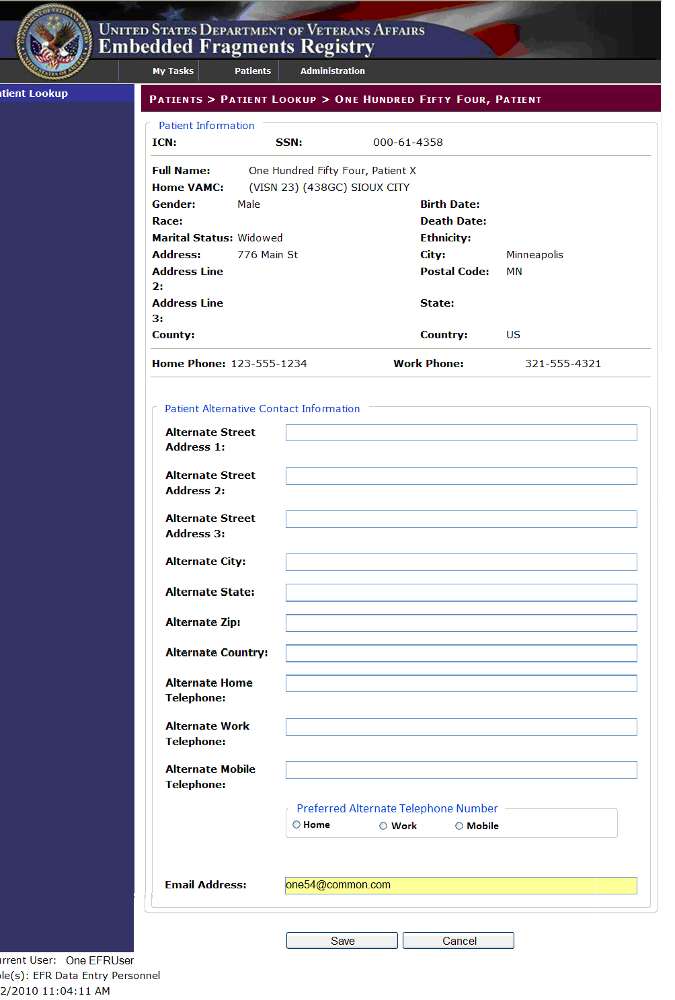 UNITED STATES DEPARTMENT OF VETERANS AFFAIRS
Embedded Fragments Registry
My Tasks Patients Administration
atient Lookup
PATIENTS > PATIENT LOOKUP > ONE HUNDRED FIFTY FOUR, PATIENT
Patient Information
ICN: SSN: 000-61-4358
Full Name: One Hundred Fifty Four, Patient X
Home VAMC: (VISN 23) (438GC) SIOUX CITY
Gender: Male Birth Date:
Race: Death Date:
Marital Status: Widowed Ethnicity:
Address: 776 Main St City: Minneapolis
Address Line Postal Code: MN
2:
Address Line State:
3:
County: Country: US
Home Phone: 123-555-1234 Work Phone: 321-555-4321
Patient Alternative Contact Information
Alternate Street
Address 1:
Alternate Street
Address 2:
Alternate Street
Address 3:
Alternate City:
Alternate State:
Alternate Zip:
Alternate Country:
Alternate Home
Telephone:
Alternate Work
Telephone:
Alternate Mobile
Telephone:
Preferred Alternate Telephone Number
Home Work Mobile
Email Address: one54@common.com
Save Cancel
urrent User: One EFRUser
ole(s): EFR Data Entry Personnel
2/2010 11:04:11 AM